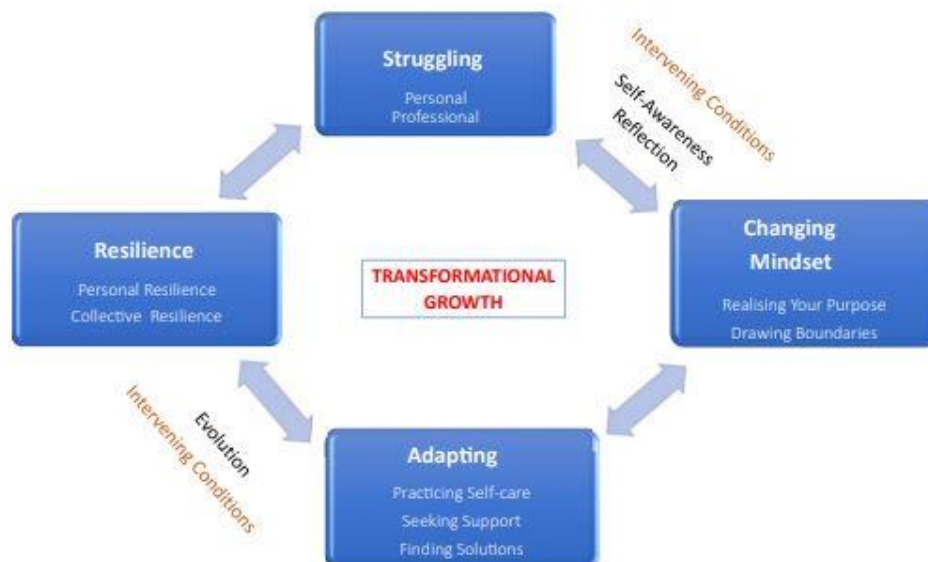 Struggling
Personal
Professional
Intervening Conditions
Self-Awareness
Reflection
Resilience
Personal Resilience
Collective Resilience
TRANSFORMATIONAL
GROWTH
Changing
Mindset
Realising Your Purpose
Drawing Boundaries
Evolution
Intervening Conditions
Adapting
Practicing Self-care
Seeking Support
Finding Solutions